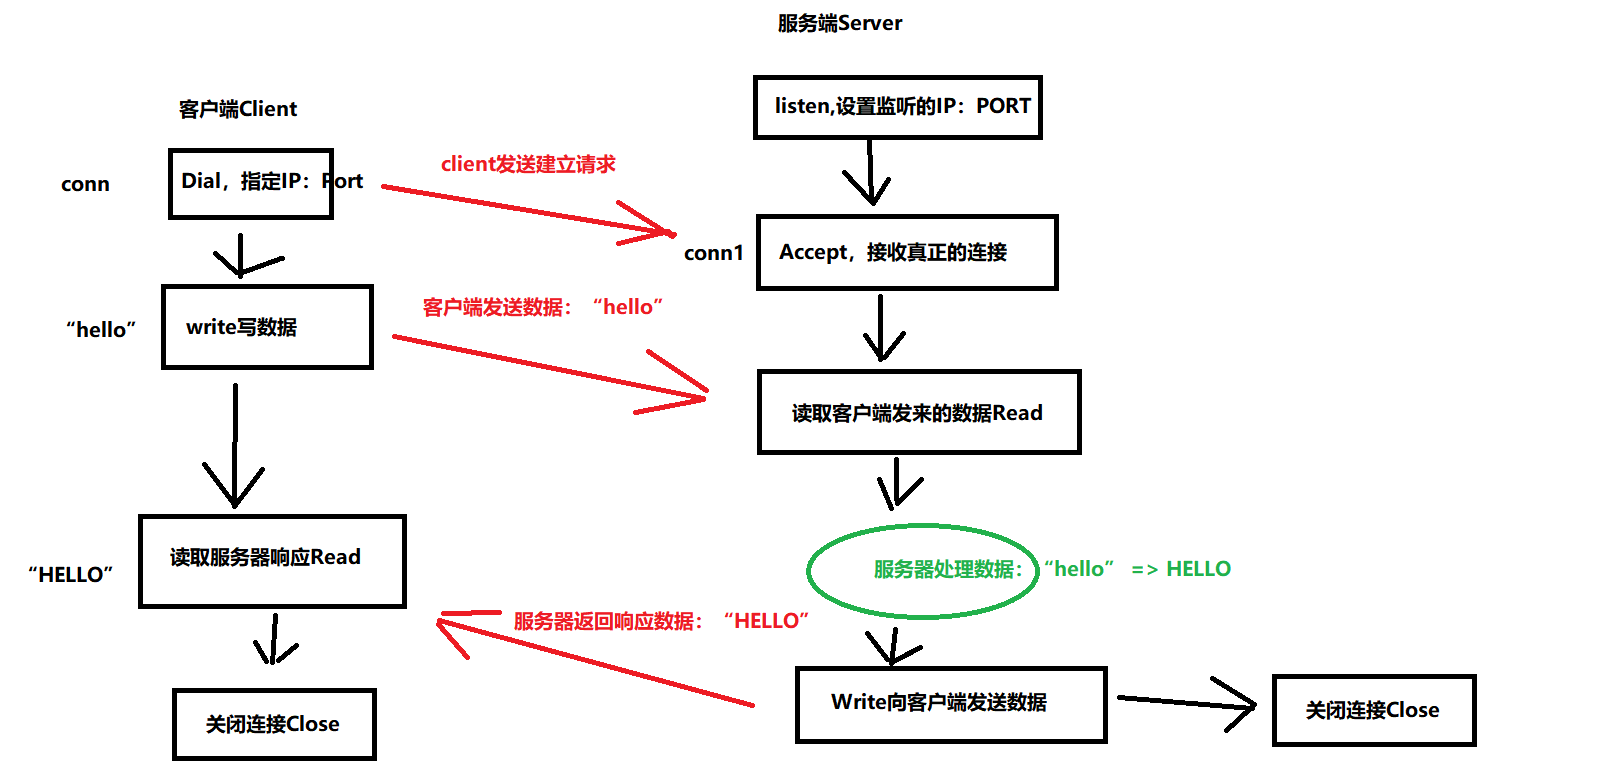 服务端Server
listen,设置监听的IP：PORT
客户端Client
client发送建立请求
conn
Dial，指定IP：Port
conn1
Accept，接收真正的连接
客户端发送数据：“hello”
“hello”
write写数据
读取客户端发来的数据Read
读取服务器响应Read
“HELLO”
服务器处理数据：“hello” => HELLO
服务器返回响应数据：“HELLO”
Write向客户端发送数据
关闭连接Close
关闭连接Close